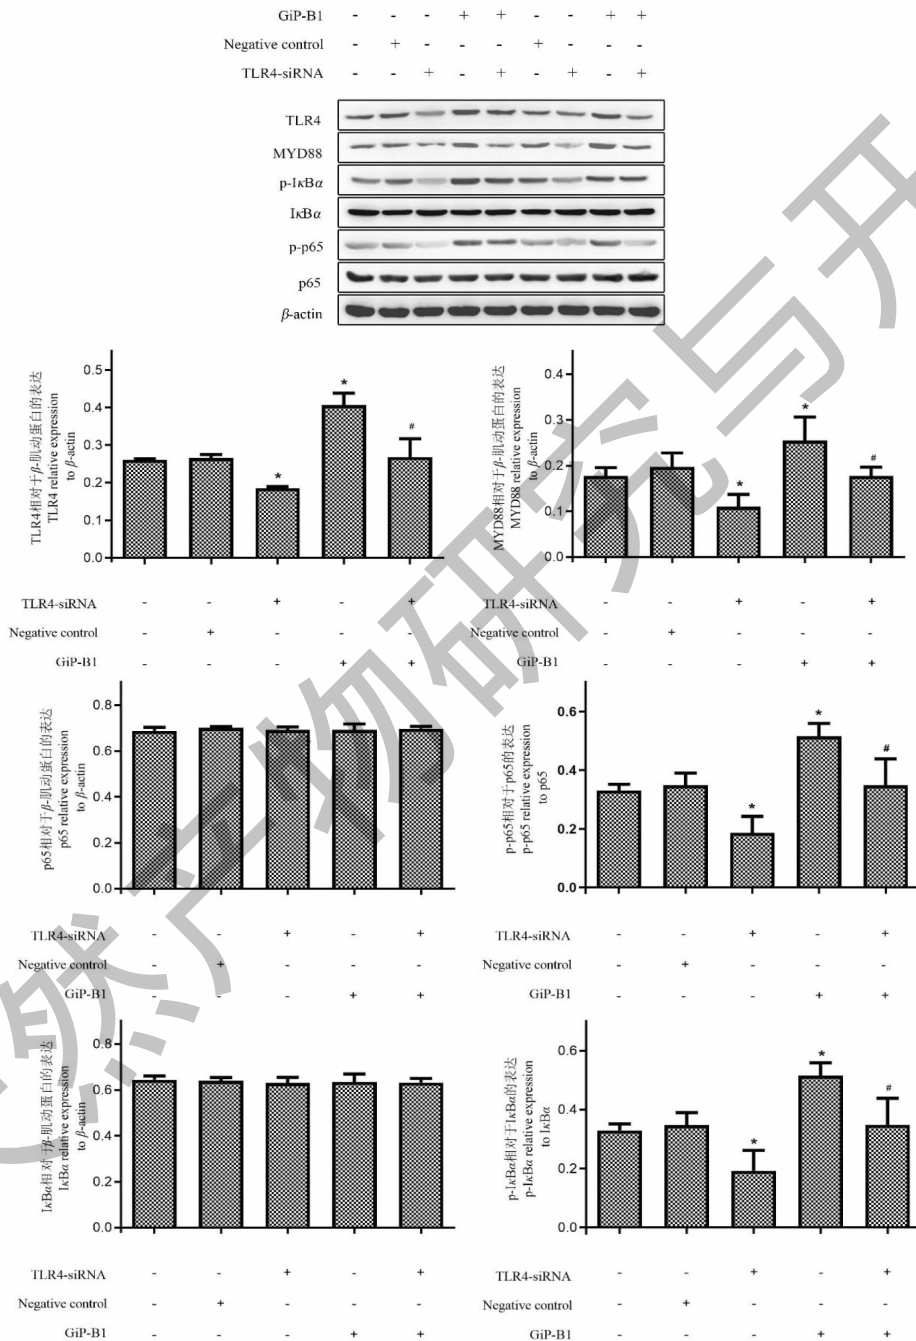 GiP-B1 - - - + + - - + +
Negative control - + - - - + - - -
TLR4-siRNA - - + - + - + - +
TLR4
MYD88
p-IκBα
IκBα
p-p65
p65
β-actin
TLR4相对于β-肌动蛋白的表达
TLR4 relative expression
to β-actin
0.5
0.4
0.3
0.2
0.1
0.0
* * #
TLR4-siRNA - - + - +
Negative control - + - - -
GiP-B1 - - - + +
MYD88相对于β-肌动蛋白的表达
MYD88 relative expression
to β-actin
0.4
0.3
0.2
0.1
0.0
* * #
TLR4-siRNA - - + - +
Negative control - + - - -
GiP-B1 - - - + +
p65相对于β-肌动蛋白的表达
p65 relative expression
to β-actin
0.8
0.6
0.4
0.2
0.0
TLR4-siRNA - - + - +
Negative control - + - - -
GiP-B1 - - - + +
p-p65相对于p65的表达
p-p65 relative expression
to p65
0.6
0.4
0.2
0.0
* * #
TLR4-siRNA - - + - +
Negative control - + - - -
GiP-B1 - - - + +
IκBα相对于β-肌动蛋白的表达
IκBα relative expression
to β-actin
0.8
0.6
0.4
0.2
0.0
TLR4-siRNA - - + - +
Negative control - + - - -
GiP-B1 - - - + +
p-IκBα相对于IκBα的表达
p-IκBα relative expression
to IκBα
0.6
0.4
0.2
0.0
* * #
TLR4-siRNA - - + - +
Negative control - + - - -
GiP-B1 - - - + +
然产物研究与开